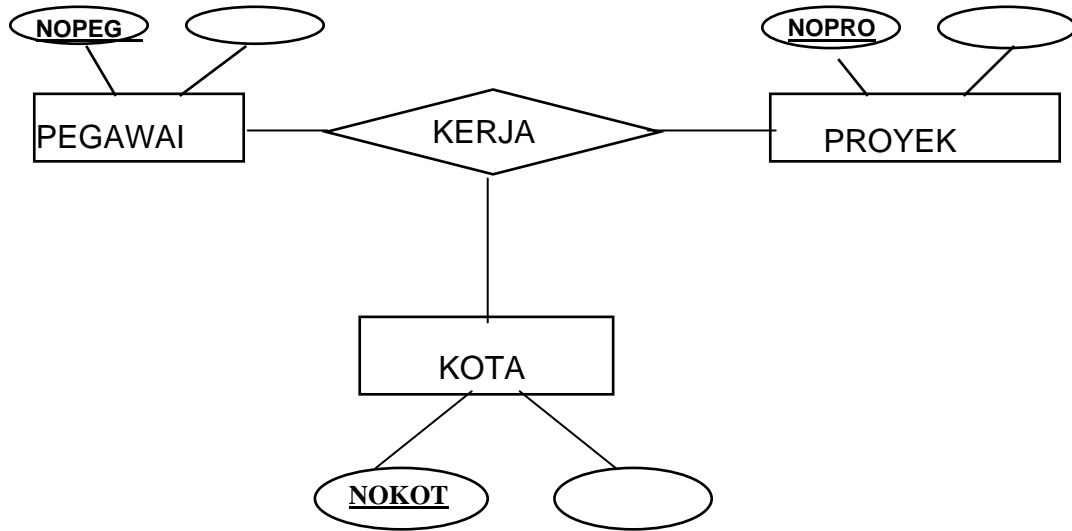 NOPEG
NOPRO
PEGAWAI
KERJA
PROYEK
KOTA
NOKOT